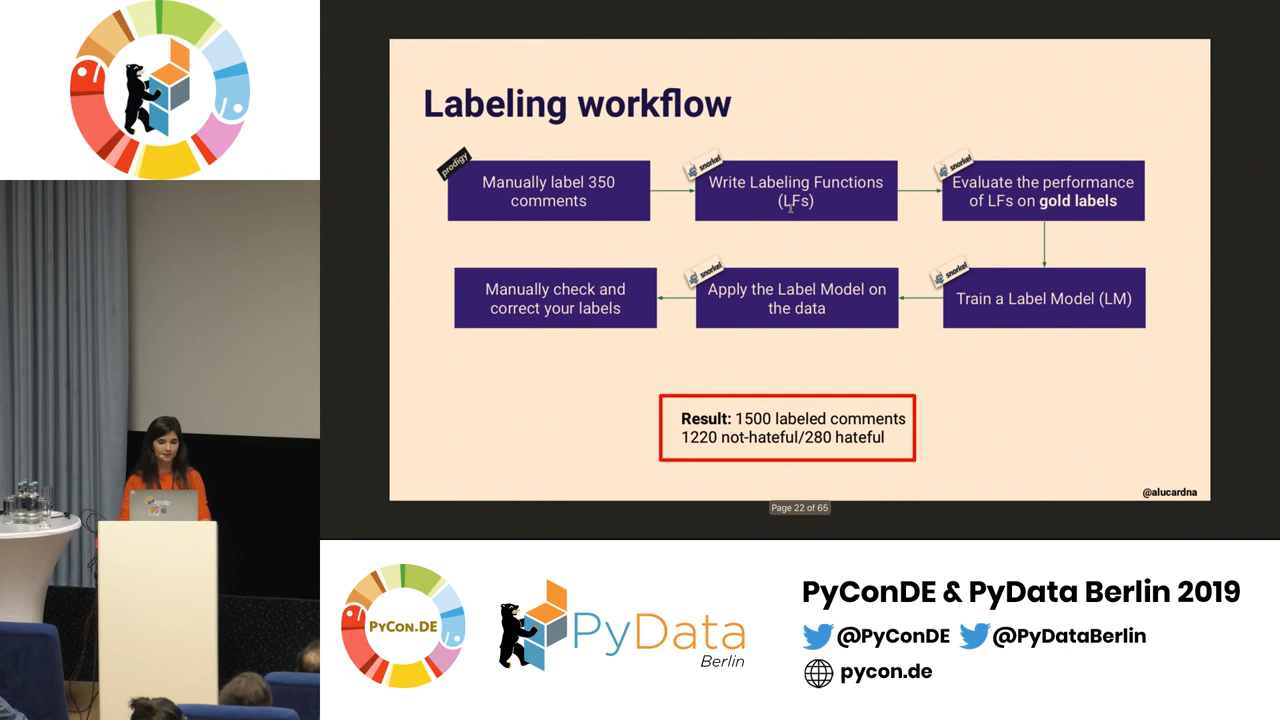 Labeling workflow
prodigy
Manually label 350
comments
snorkel
Write Labeling Functions
(LFs)
snorkel
Evaluate the performance
of LFs on gold labels
Manually check and
correct your labels
snorkel
Apply the Label Model on
the data
snorkel
Train a Label Model (LM)
Result: 1500 labeled comments
1220 not-hateful/280 hateful
@alucardna
Page 22 of 65
PyCon.DE
PyData
Berlin
PyConDE & PyData Berlin 2019
@PyConDE @PyDataBerlin
pycon.de